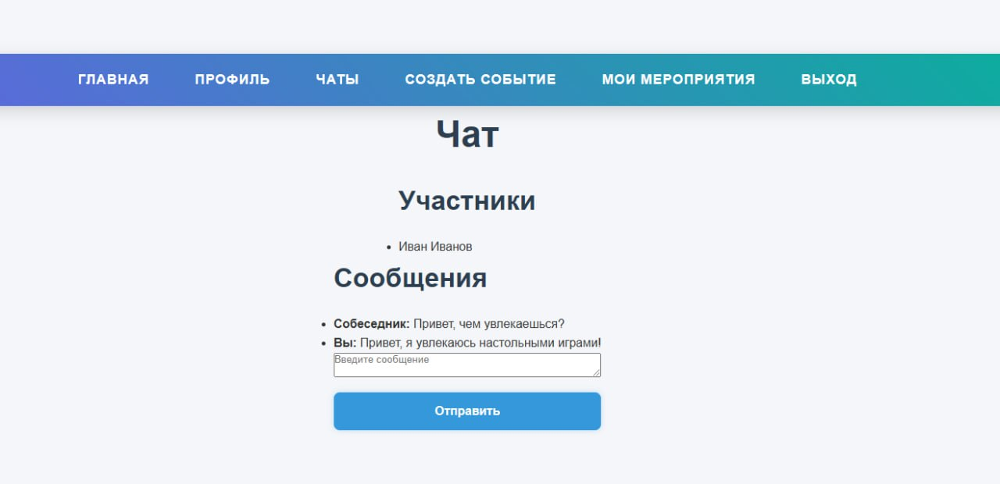 ГЛАВНАЯ ПРОФИЛЬ ЧАТЫ СОЗДАТЬ СОБЫТИЕ МОИ МЕРОПРИЯТИЯ ВЫХОД
Чат
Участники
• Иван Иванов
Сообщения
• Собеседник: Привет, чем увлекаешься?
• Вы: Привет, я увлекаюсь настольными играми!
Введите сообщение
Отправить